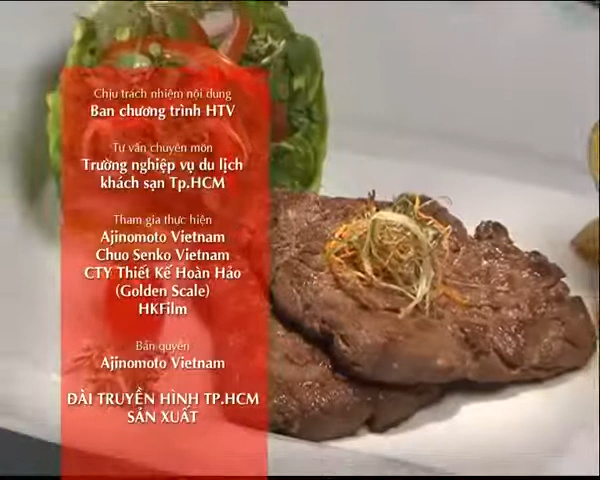 Chịu trách nhiệm nội dung
Ban chương trình HTV
Tư vấn chuyên môn
Trường nghiệp vụ du lịch
khách sạn Tp.HCM
Tham gia thực hiện
Ajinomoto Vietnam
Chuo Senko Vietnam
CTY Thiết Kế Hoàn Hảo
(Golden Scale)
HKFilm
Bản quyền
Ajinomoto Vietnam
ĐÀI TRUYỀN HÌNH TP.HCM
SẢN XUẤT